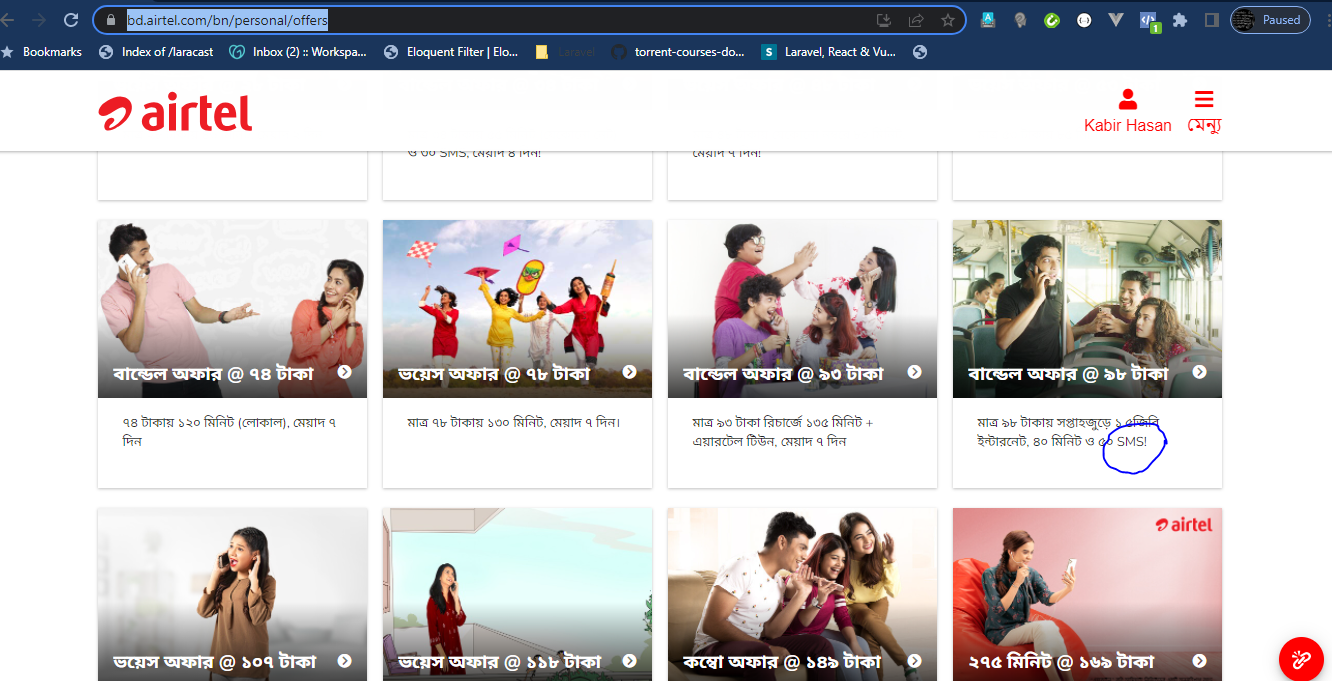 bd.airtel.com/bn/personal/offers
Paused
Bookmarks
Index of /laracast
Inbox (2) :: Workspa...
Eloquent Filter | Elo...
Laravel
torrent-courses-do...
S
Laravel, React & Vu...
1
airtel
Kabir Hasan
মেন্যু
ও ৩০ SMS, মেয়াদ ৪ দিন!
মেয়াদ ৭ দিন!
বান্ডেল অফার @ ৭৪ টাকা
৭৪ টাকায় ১২০ মিনিট (লোকাল), মেয়াদ ৭
দিন
ভয়েস অফার @ ৭৮ টাকা
মাত্র ৭৮ টাকায় ১৩০ মিনিট, মেয়াদ ৭ দিন।
বান্ডেল অফার @ ৯৩ টাকা
মাত্র ৯৩ টাকা রিচার্জে ১৩৫ মিনিট +
এয়ারটেল টিউন, মেয়াদ ৭ দিন
বান্ডেল অফার @ ৯৮ টাকা
মাত্র ৯৮ টাকায় সপ্তাহজুড়ে ১.৫জিবি
ইন্টারনেট, ৪০ মিনিট ও ৫০ SMS!
ভয়েস অফার @ ১০৭ টাকা
ভয়েস অফার @ ১১৮ টাকা
কম্বো অফার @ ১৪৯ টাকা
airtel
২৭৫ মিনিট @ ১৬৯ টাকা